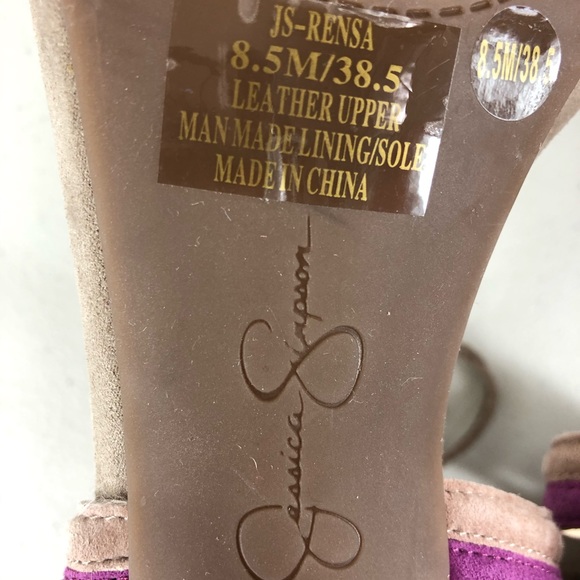 JS-RENSA
8.5M/38.5
LEATHER UPPER
MAN MADE LINING/SOLE
MADE IN CHINA
8.5M/38.5
Jessica Simpson